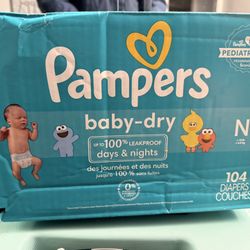 Pampers
baby-dry
UP TO 100% LEAKPROOF
days & nights
des journées et des nuits
jusqu'à 100 % sans fuites
N
0%
104
DIAPERS
COUCHES